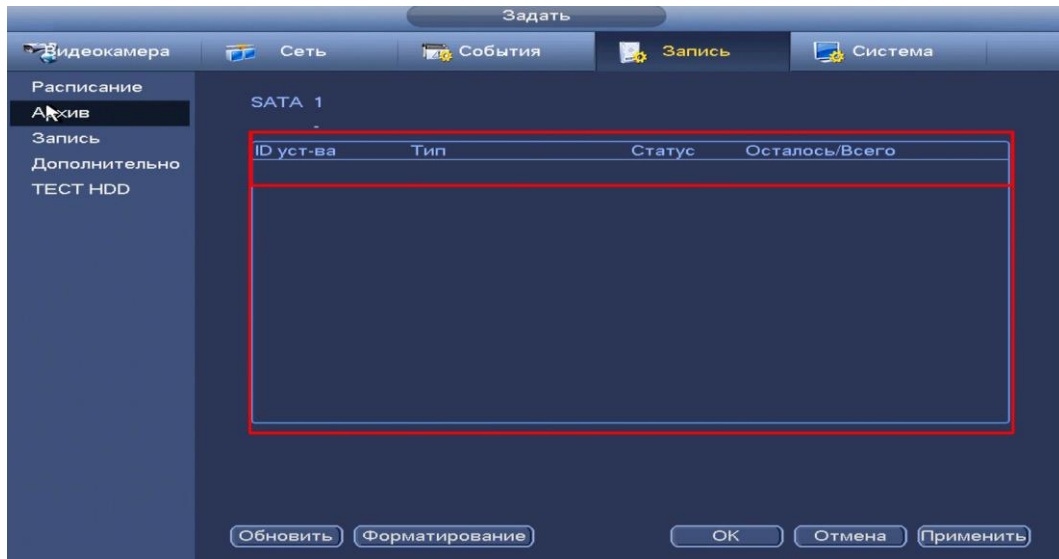 Задать
Видеокамера Сеть События Запись Система
Расписание
Архив
Запись
Дополнительно
ТЕСТ HDD
SATA 1
-
ID уст-ва Тип Статус Осталось/Всего
Обновить Форматирование OK Отмена Применить